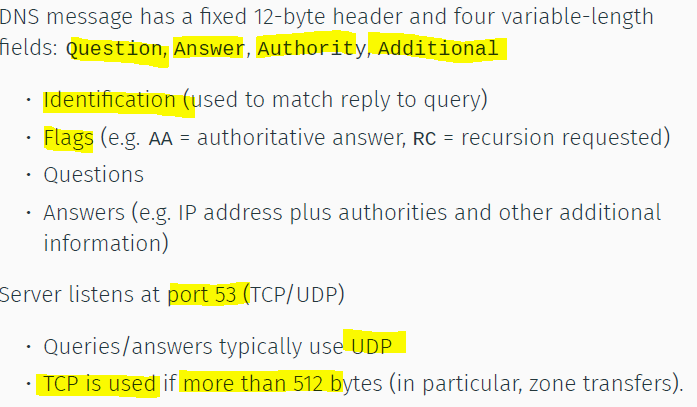 DNS message has a fixed 12-byte header and four variable-length
fields: Question, Answer, Authority, Additional
· Identification (used to match reply to query)
· Flags (e.g. AA = authoritative answer, RC = recursion requested)
· Questions
· Answers (e.g. IP address plus authorities and other additional
information)
Server listens at port 53 (TCP/UDP)
· Queries/answers typically use UDP
· TCP is used if more than 512 bytes (in particular, zone transfers).